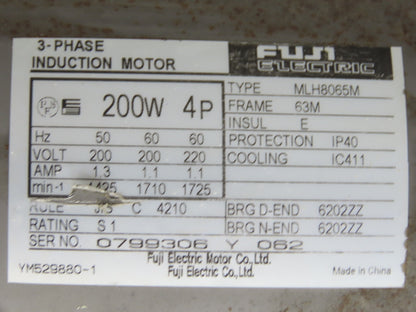 3-PHASE
INDUCTION MOTOR
FUJI
ELECTRIC
200W 4P
Hz 50 60 60
VOLT 200 200 220
AMP 1.3 1.1 1.1
min-1 1425 1710 1725
RULE JIS C 4210
RATING S1
SER NO. 0799306 Y 062
TYPE MLH8065M
FRAME 63M
INSUL E
PROTECTION IP40
COOLING IC411
BRG D-END 6202ZZ
BRG N-END 6202ZZ
Fuji Electric Motor Co.,Ltd.
Fuji Electric Co.,Ltd.
YM529880-1
Made in China